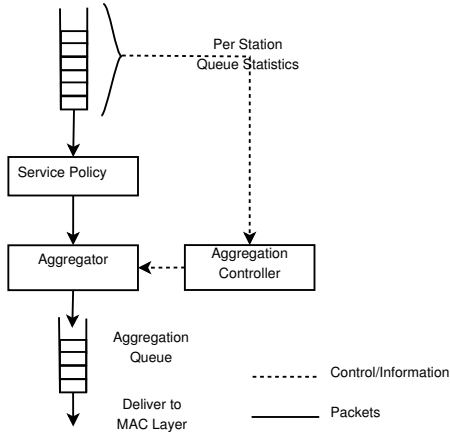 Per Station
Queue Statistics
Service Policy
Aggregator
Aggregation
Controller
Aggregation
Queue
Control/Information
Deliver to
MAC Layer
Packets